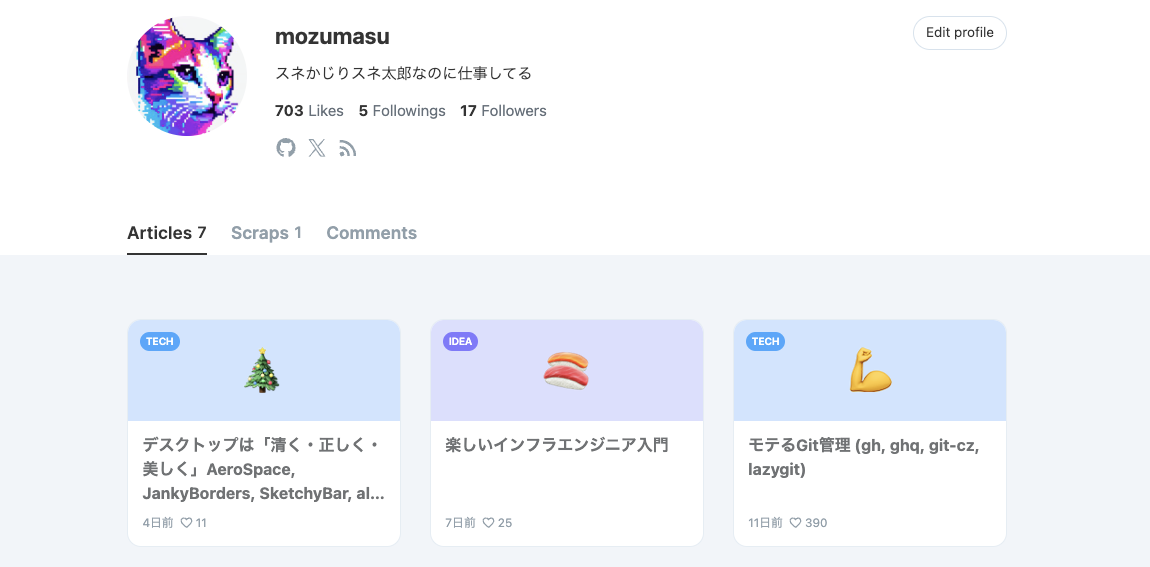 mozumasu
Edit profile
スネかじりスネ太郎なのに仕事してる
703 Likes 5 Followings 17 Followers
Articles 7 Scraps 1 Comments
TECH
デスクトップは「清く・正しく・
美しく」AeroSpace,
JankyBorders, SketchyBar, al...
4日前 11
IDEA
楽しいインフラエンジニア入門
7日前 25
TECH
モテるGit管理 (gh, ghq, git-cz,
lazygit)
11日前 390